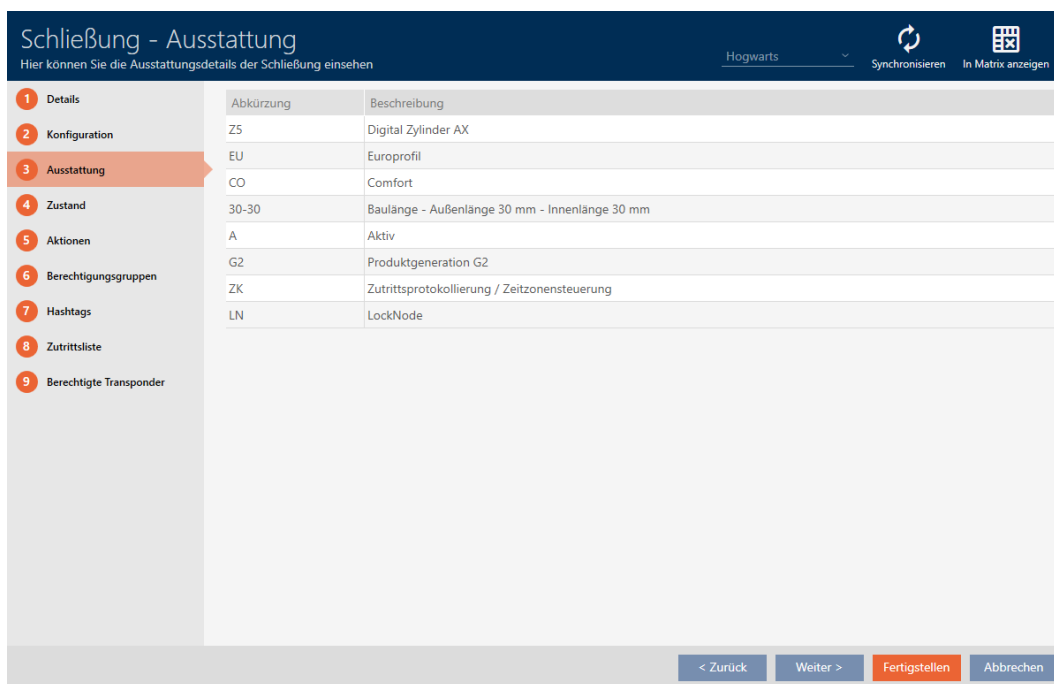 Schließung - Ausstattung
Hier können Sie die Ausstattungsdetails der Schließung einsehen
Hogwarts
Synchronisieren
In Matrix anzeigen
1 Details
2 Konfiguration
3 Ausstattung
4 Zustand
5 Aktionen
6 Berechtigungsgruppen
7 Hashtags
8 Zutrittsliste
9 Berechtigte Transponder
Abkürzung Beschreibung
Z5 Digital Zylinder AX
EU Europrofil
CO Comfort
30-30 Baulänge - Außenlänge 30 mm - Innenlänge 30 mm
A Aktiv
G2 Produktgeneration G2
ZK Zutrittsprotokollierung / Zeitzonensteuerung
LN LockNode
< Zurück
Weiter >
Fertigstellen
Abbrechen